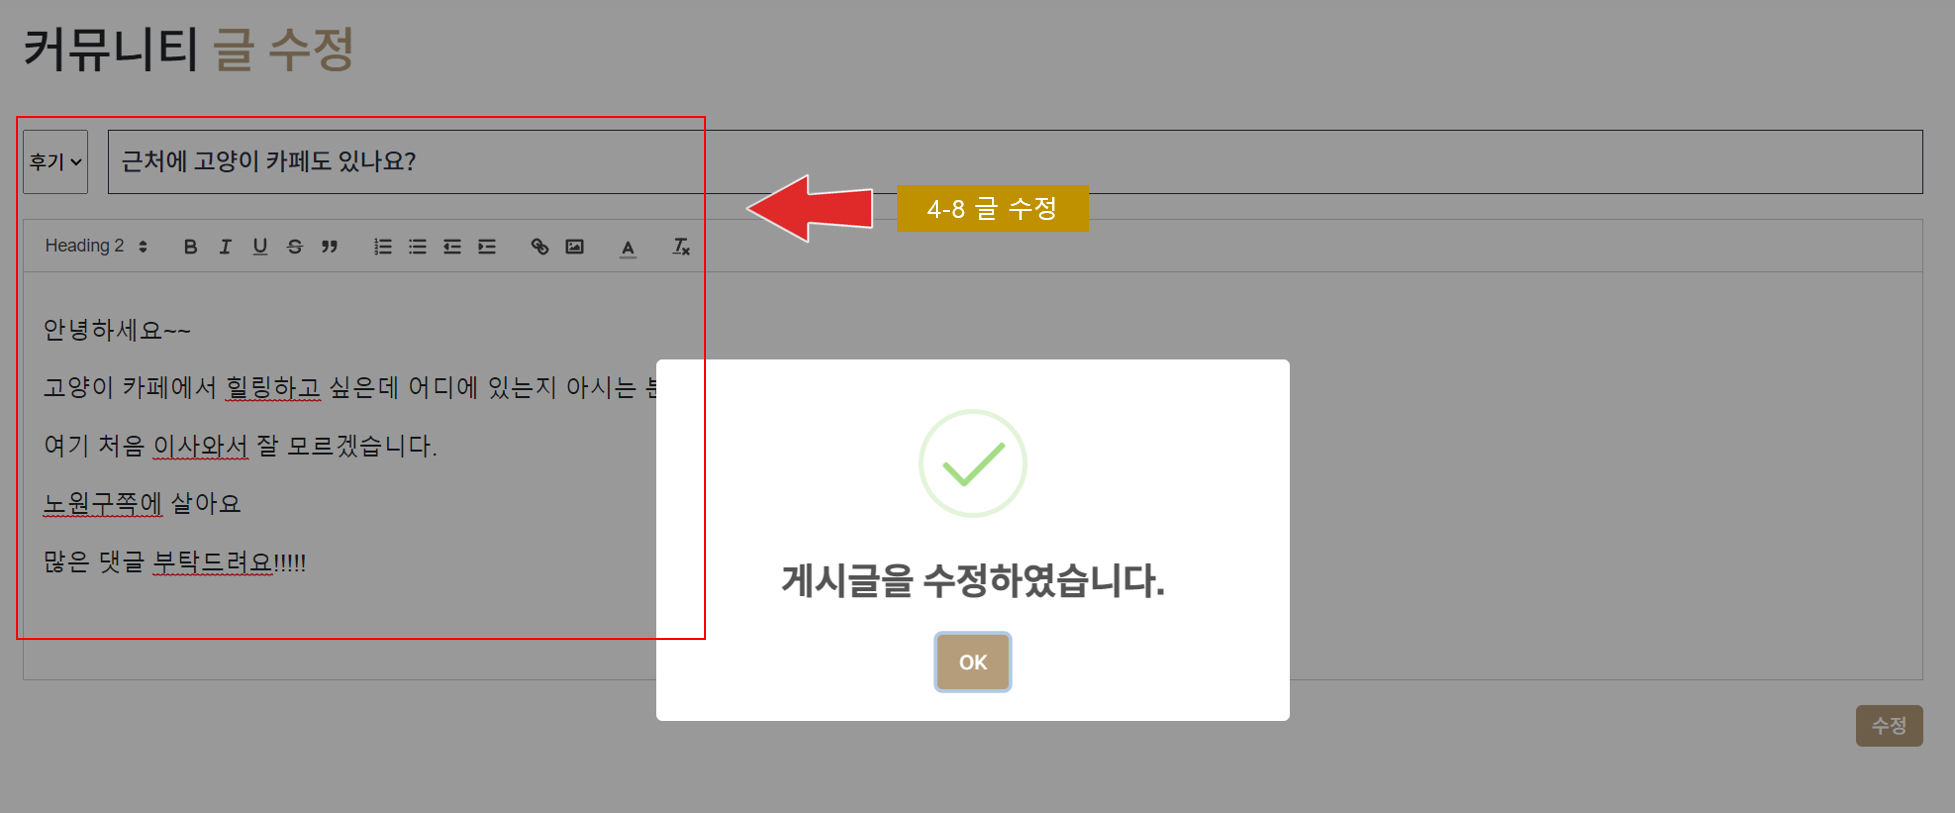 커뮤니티 글 수정
후기 근처에 고양이 카페도 있나요?
4-8 글 수정
Heading 2 B I U S A Tx
안녕하세요~~
고양이 카페에서 힐링하고 싶은데 어디에 있는지 아시는
여기 처음 이사와서 잘 모르겠습니다.
노원구쪽에 살아요
많은 댓글 부탁드려요!!!!!
게시글을 수정하였습니다.
OK
수정